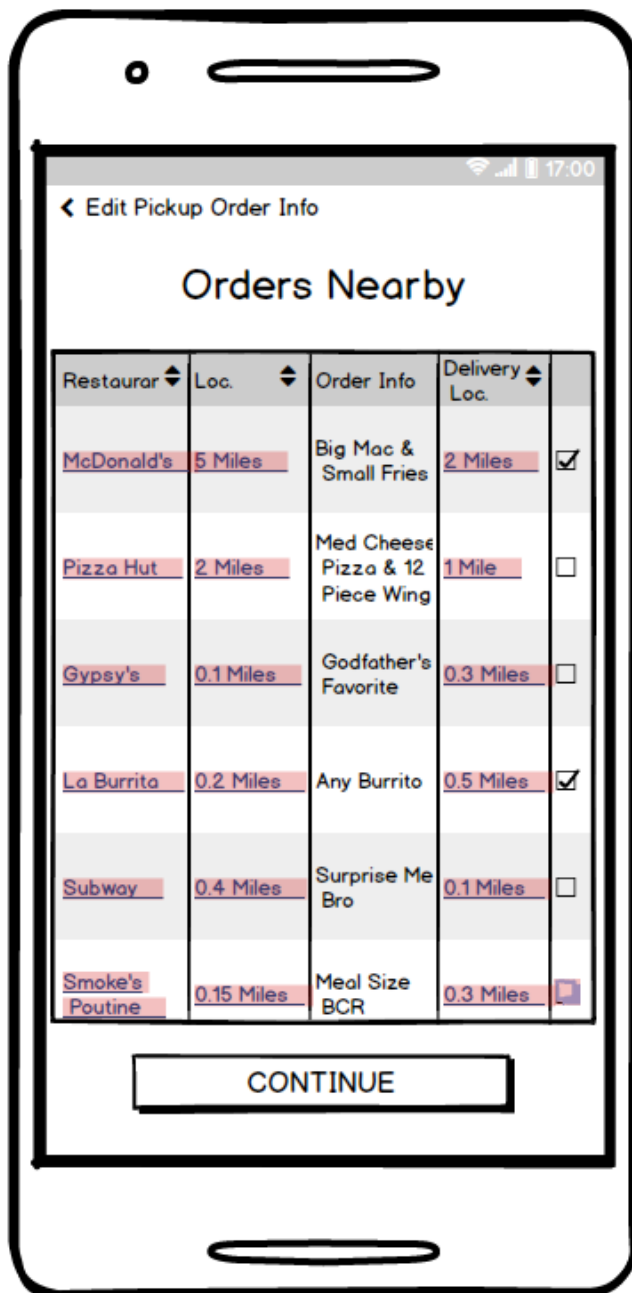 17:00
Edit Pickup Order Info
Orders Nearby
Restaurar Loc. Order Info Delivery
Loc.
McDonald's 5 Miles Big Mac & 2 Miles
Small Fries
Med Cheese
Pizza Hut 2 Miles Pizza & 12 1 Mile
Piece Wing
Gypsy's 0.1 Miles Godfather's 0.3 Miles
Favorite
La Burrita 0.2 Miles Any Burrito 0.5 Miles
Subway 0.4 Miles Surprise Me 0.1 Miles
Bro
Smoke's 0.15 Miles Meal Size 0.3 Miles
Poutine BCR
CONTINUE